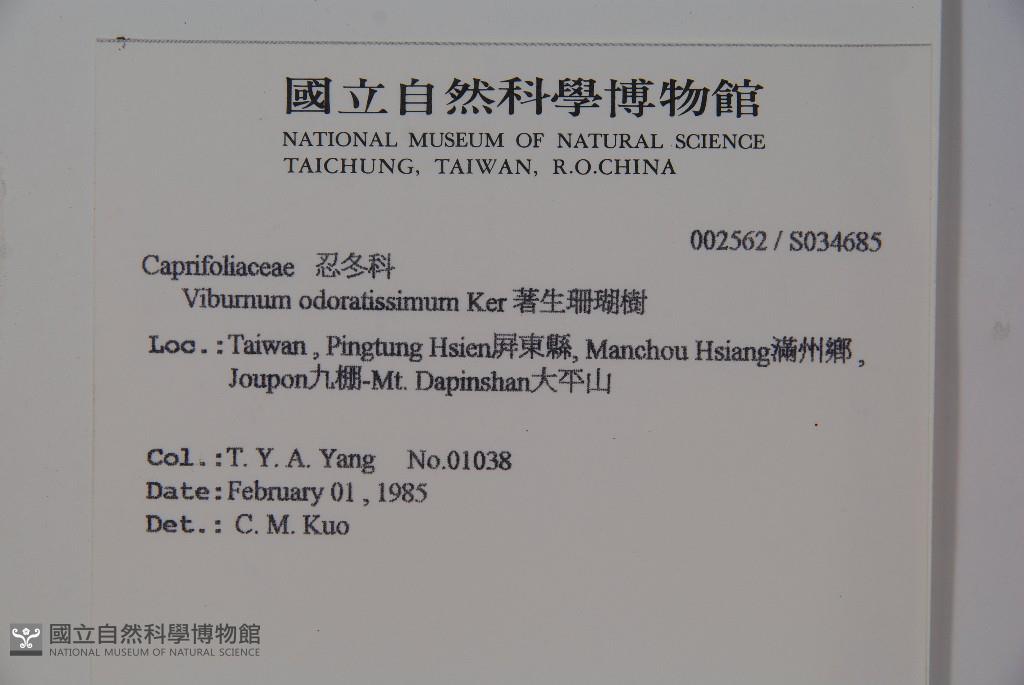 國立自然科學博物館
NATIONAL MUSEUM OF NATURAL SCIENCE
TAICHUNG, TAIWAN, R.O.CHINA
002562 / S034685
Caprifoliaceae 忍冬科
Viburnum odoratissimum Ker 著生珊瑚樹
Loc.:Taiwan , Pingtung Hsien屏東縣, Manchou Hsiang滿州鄉 ,
Joupon九棚-Mt. Dapinshan大平山
Col.:T. Y. A. Yang No.01038
Date:February 01 , 1985
Det.: C. M. Kuo
國立自然科學博物館
NATIONAL MUSEUM OF NATURAL SCIENCE